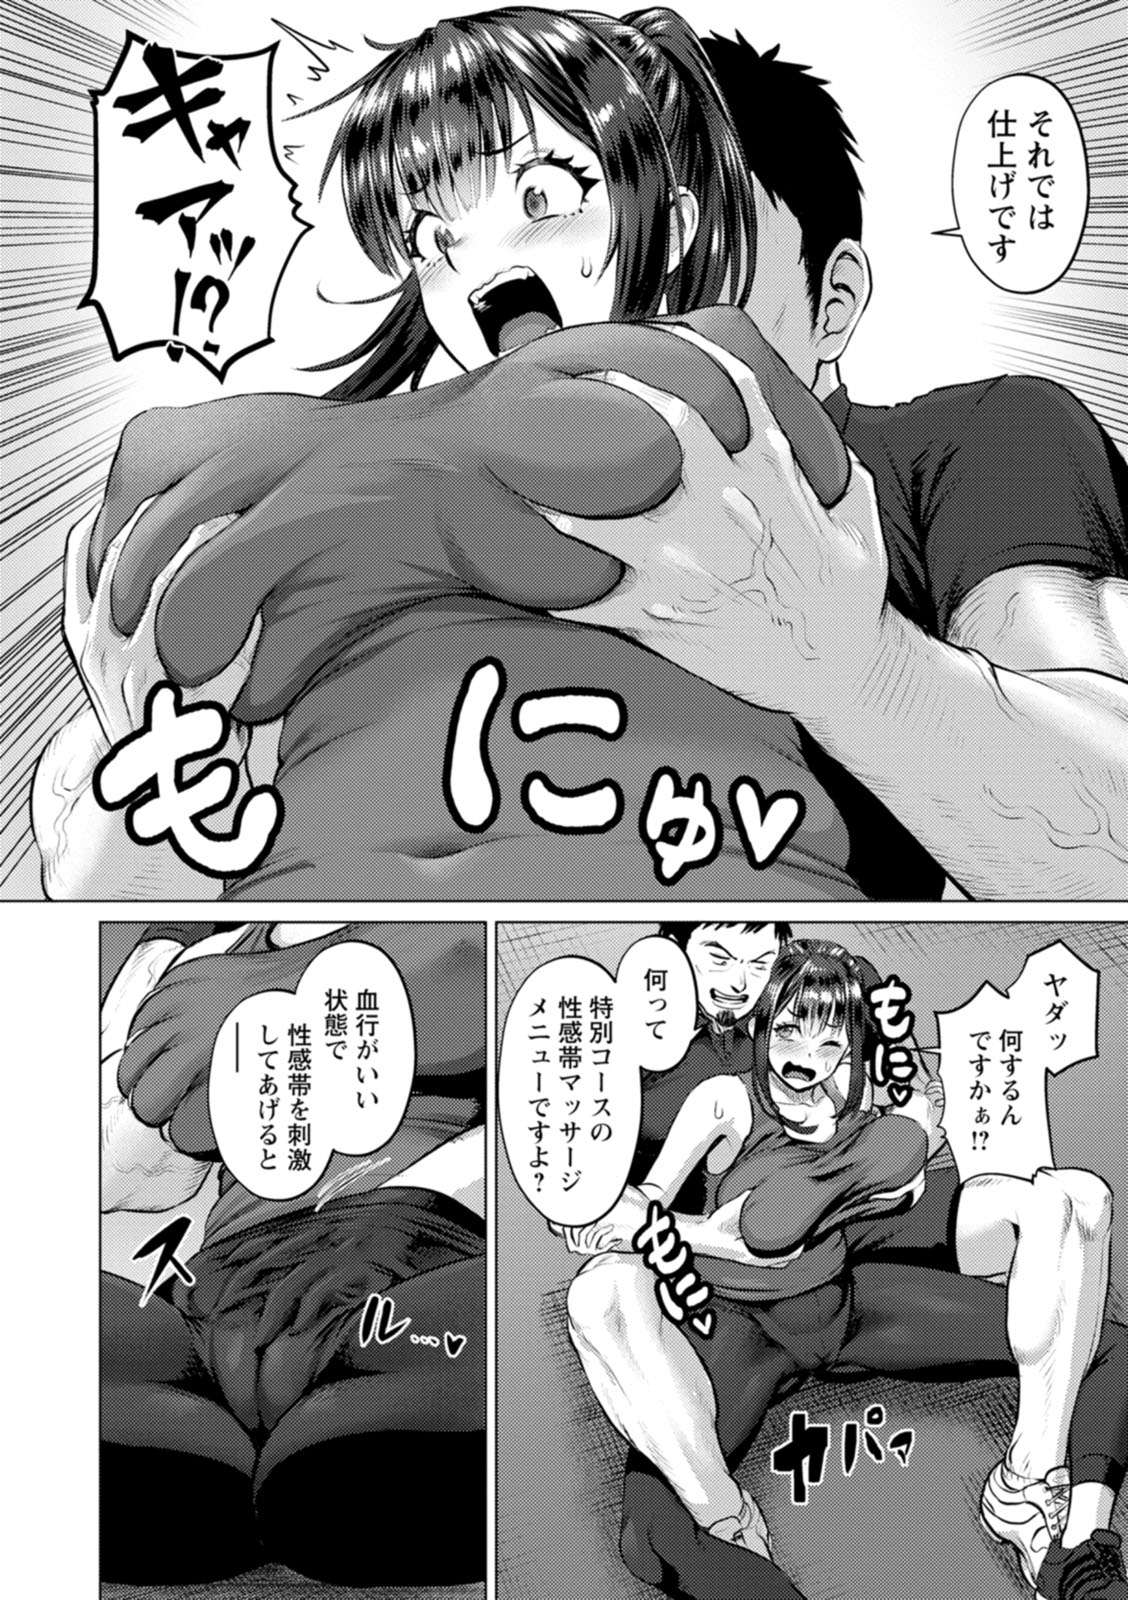 それでは
仕上げです
キャアァッ!?
もにゅ♥
ヤダッ
何するん
ですかぁ!?
もに♥
何って
特別コースの
性感帯マッサージ
メニューですよ?
もに♥
カパァ
血行がいい
状態で
性感帯を刺激
してあげると
――
スル…♥